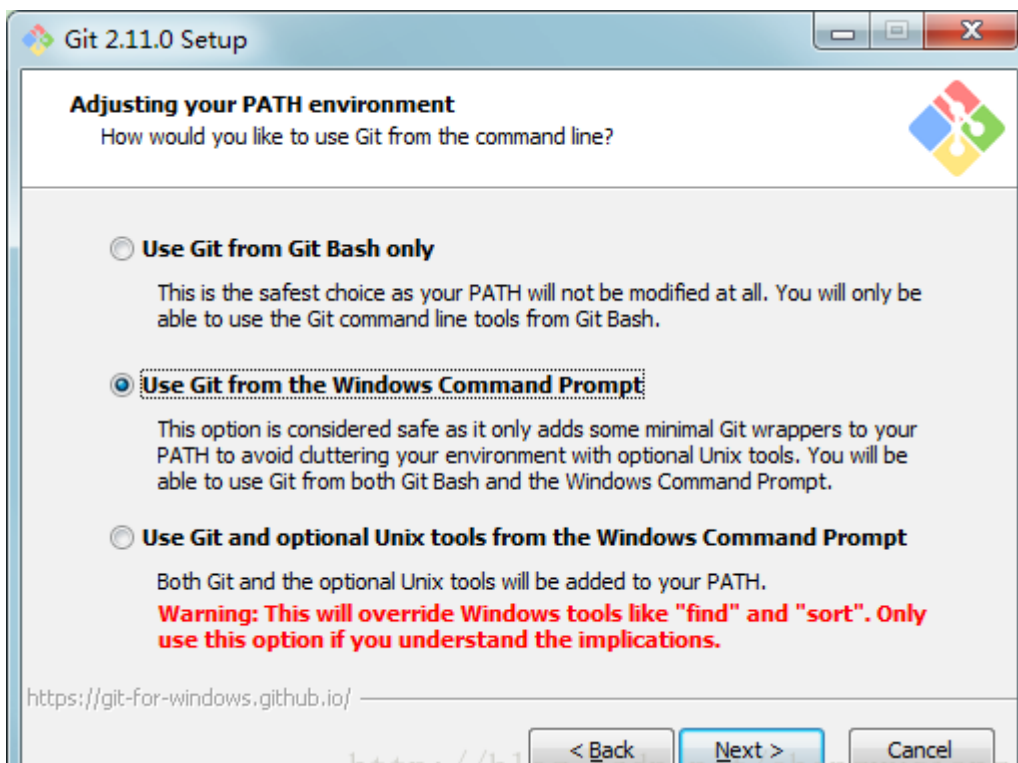 Git 2.11.0 Setup
Adjusting your PATH environment
How would you like to use Git from the command line?
Use Git from Git Bash only
This is the safest choice as your PATH will not be modified at all. You will only be
able to use the Git command line tools from Git Bash.
Use Git from the Windows Command Prompt
This option is considered safe as it only adds some minimal Git wrappers to your
PATH to avoid cluttering your environment with optional Unix tools. You will be
able to use Git from both Git Bash and the Windows Command Prompt.
Use Git and optional Unix tools from the Windows Command Prompt
Both Git and the optional Unix tools will be added to your PATH.
Warning: This will override Windows tools like "find" and "sort". Only
use this option if you understand the implications.
https://git-for-windows.github.io/
< Back Next > Cancel